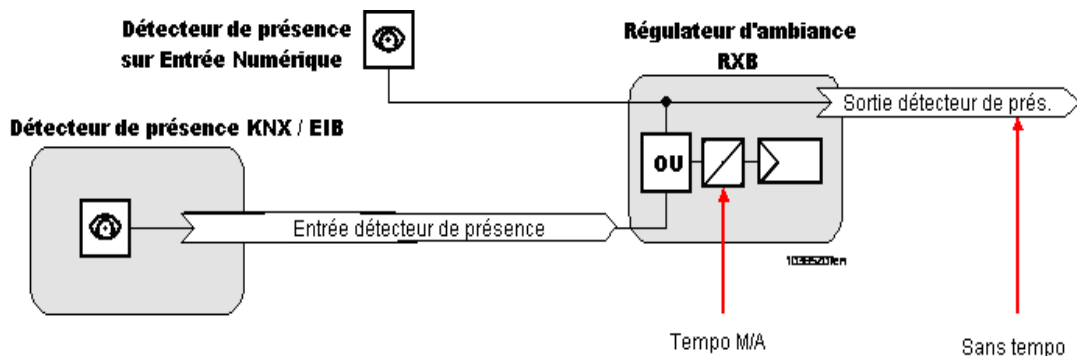 Détecteur de présence
sur Entrée Numérique
Régulateur d'ambiance
RXB
Sortie détecteur de prés.
Détecteur de présence KNX / EIB
OU
Entrée détecteur de présence
Tempo M/A
Sans tempo